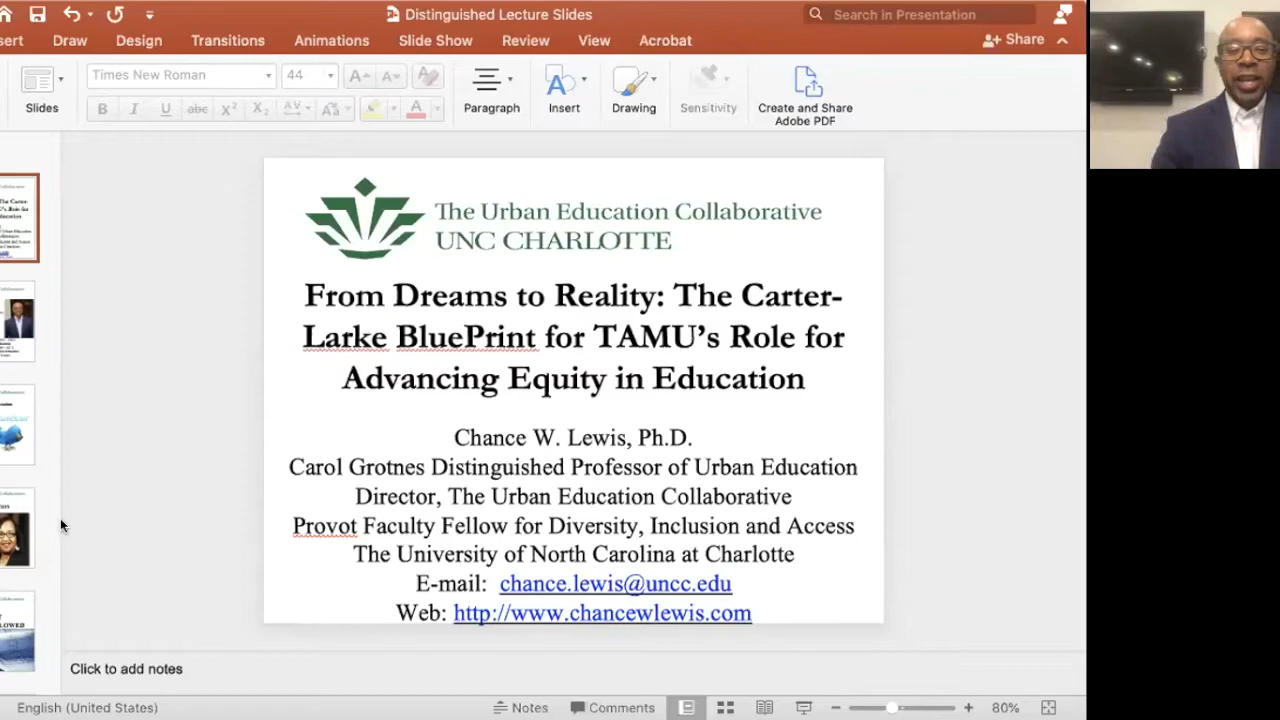 Distinguished Lecture Slides
Search in Presentation
sert Draw Design Transitions Animations Slide Show Review View Acrobat
Share
Times New Roman 44
Slides
Paragraph
Insert
Drawing
Sensitivity
Create and Share
Adobe PDF
B I U abc X2 X2 AV Aa A
The Urban Education Collaborative
UNC CHARLOTTE
From Dreams to Reality: The Carter-
Larke BluePrint for TAMU’s Role for
Advancing Equity in Education
Chance W. Lewis, Ph.D.
Carol Grotnes Distinguished Professor of Urban Education
Director, The Urban Education Collaborative
Provot Faculty Fellow for Diversity, Inclusion and Access
The University of North Carolina at Charlotte
E-mail: chance.lewis@uncc.edu
Web: http://www.chancewlewis.com
Click to add notes
English (United States)
Notes
Comments
80%